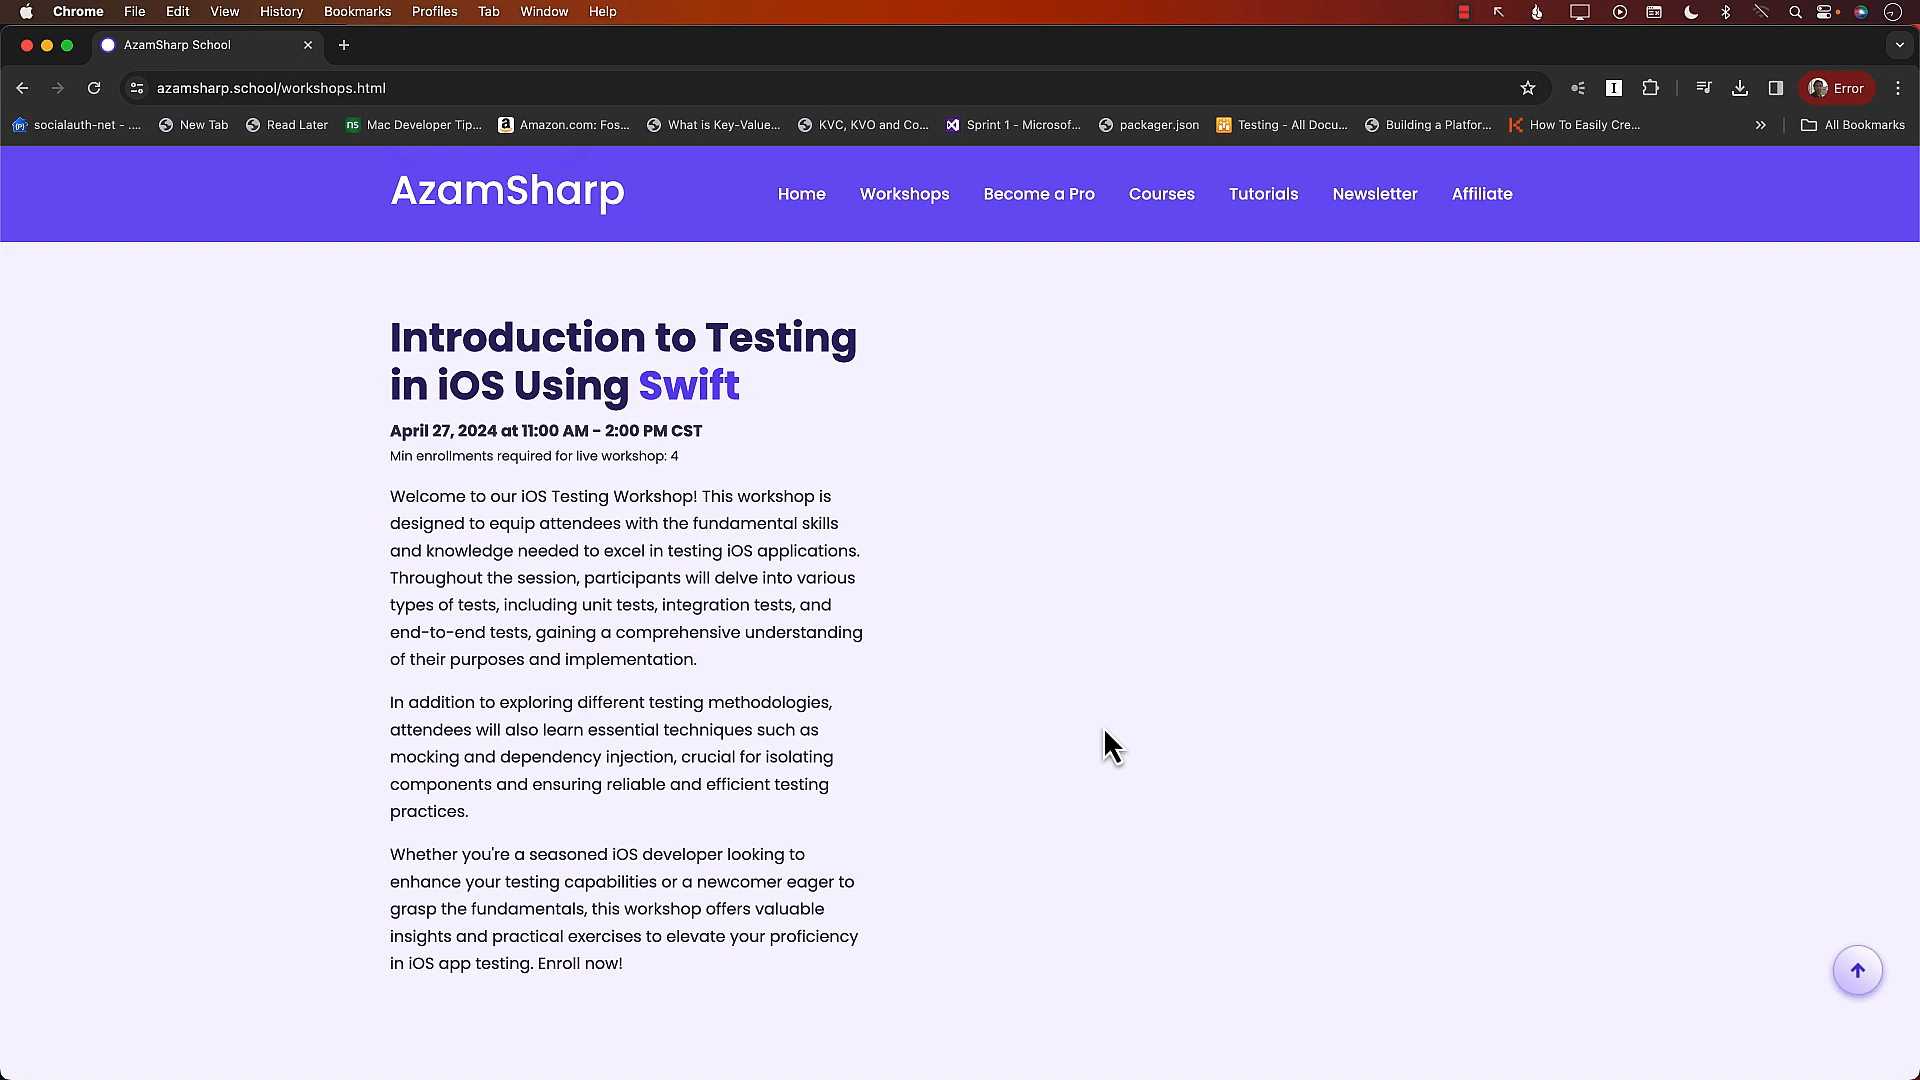 Chrome File Edit View History Bookmarks Profiles Tab Window Help
AzamSharp School
azamsharp.school/workshops.html
Error
socialauth-net - .... New Tab Read Later Mac Developer Tip... Amazon.com: Fos... What is Key-Value... KVC, KVO and Co... Sprint 1 - Microsof... packager.json Testing - All Docu... Building a Platfor... How To Easily Cre... » All Bookmarks
AzamSharp
Home Workshops Become a Pro Courses Tutorials Newsletter Affiliate
Introduction to Testing
in iOS Using Swift
April 27, 2024 at 11:00 AM - 2:00 PM CST
Min enrollments required for live workshop: 4
Welcome to our iOS Testing Workshop! This workshop is
designed to equip attendees with the fundamental skills
and knowledge needed to excel in testing iOS applications.
Throughout the session, participants will delve into various
types of tests, including unit tests, integration tests, and
end-to-end tests, gaining a comprehensive understanding
of their purposes and implementation.
In addition to exploring different testing methodologies,
attendees will also learn essential techniques such as
mocking and dependency injection, crucial for isolating
components and ensuring reliable and efficient testing
practices.
Whether you're a seasoned iOS developer looking to
enhance your testing capabilities or a newcomer eager to
grasp the fundamentals, this workshop offers valuable
insights and practical exercises to elevate your proficiency
in iOS app testing. Enroll now!